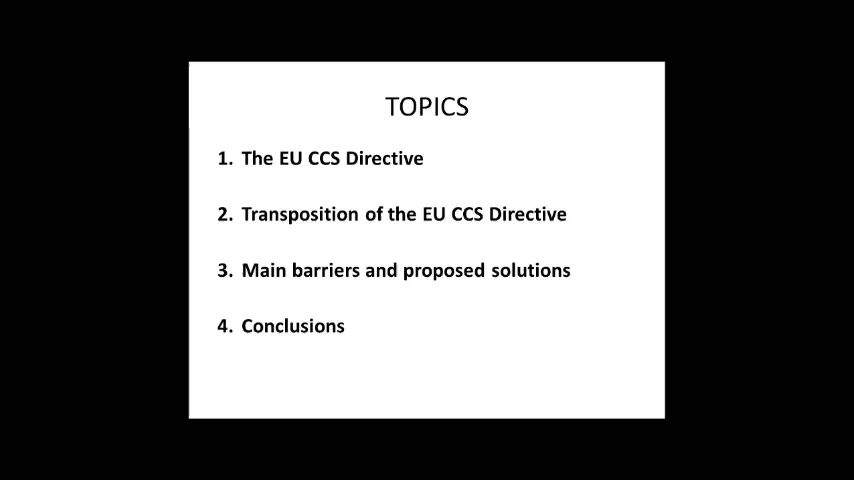 TOPICS
1. The EU CCS Directive
2. Transposition of the EU CCS Directive
3. Main barriers and proposed solutions
4. Conclusions